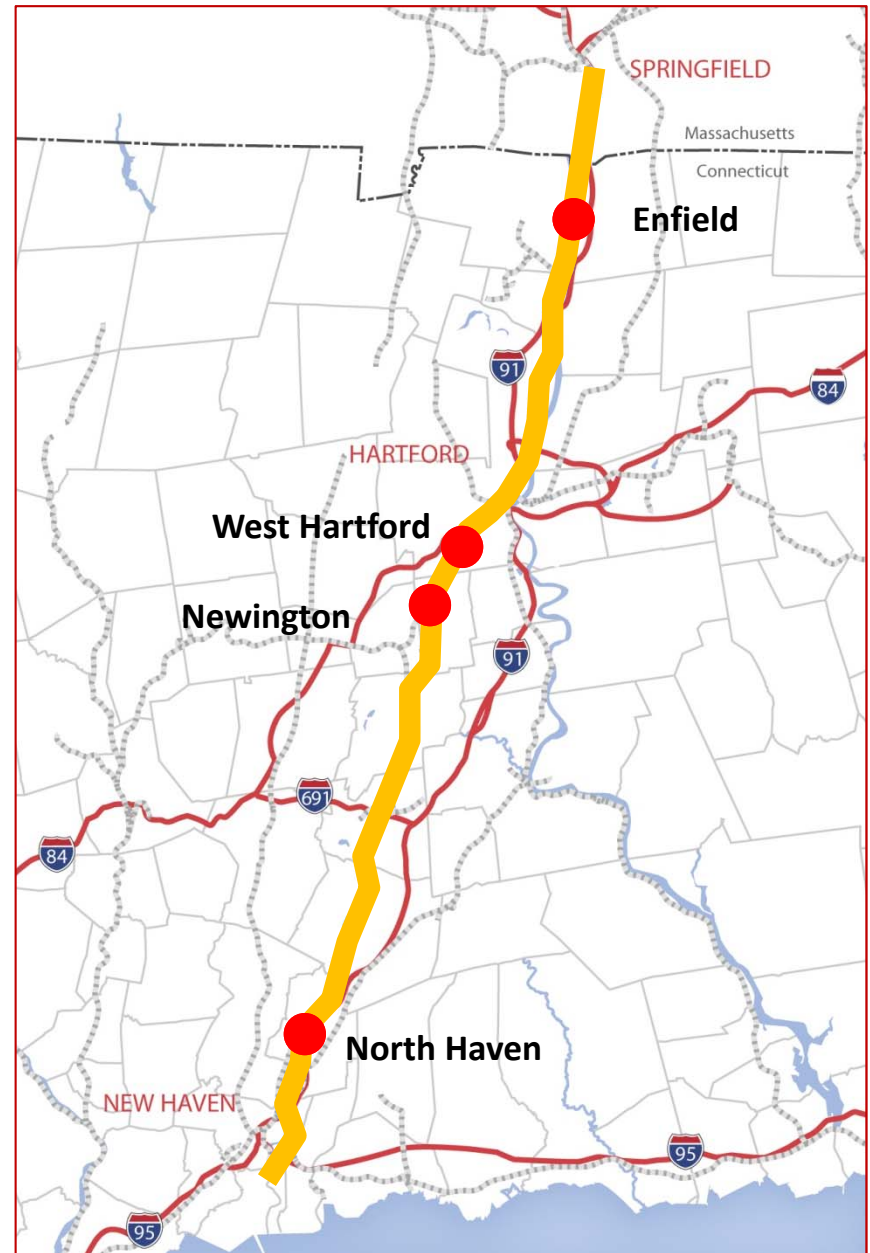 SPRINGFIELD
Massachusetts
Connecticut
Enfield
91
84
HARTFORD
West Hartford
Newington
91
691
84
North Haven
NEW HAVEN
95
95